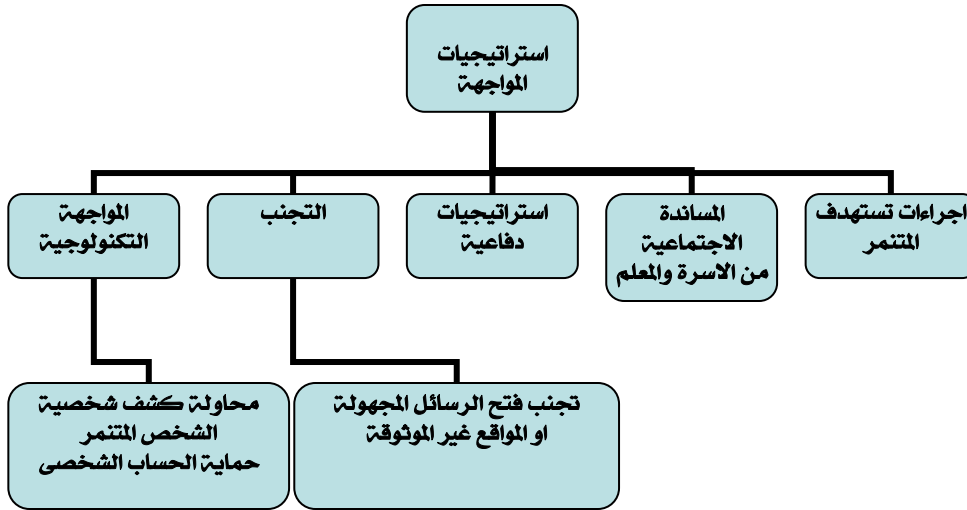 استراتيجيات
المواجهة
اجراءات تستهدف
المتنمر
المساندة
الاجتماعية
من الاسرة والمعلم
استراتيجيات
دفاعية
التجنب
المواجهة
التكنولوجية
تجنب فتح الرسائل المجهولة
او المواقع غير الموثوقة
محاولة كشف شخصية
الشخص المتنمر
حماية الحساب الشخصى